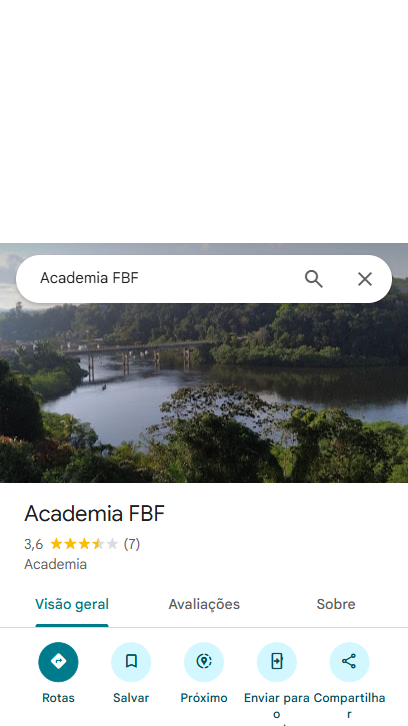 Academia FBF
Academia FBF
3,6 (7)
Academia
Visão geral Avaliações Sobre
Rotas Salvar Próximo Enviar para Compartilha
o r